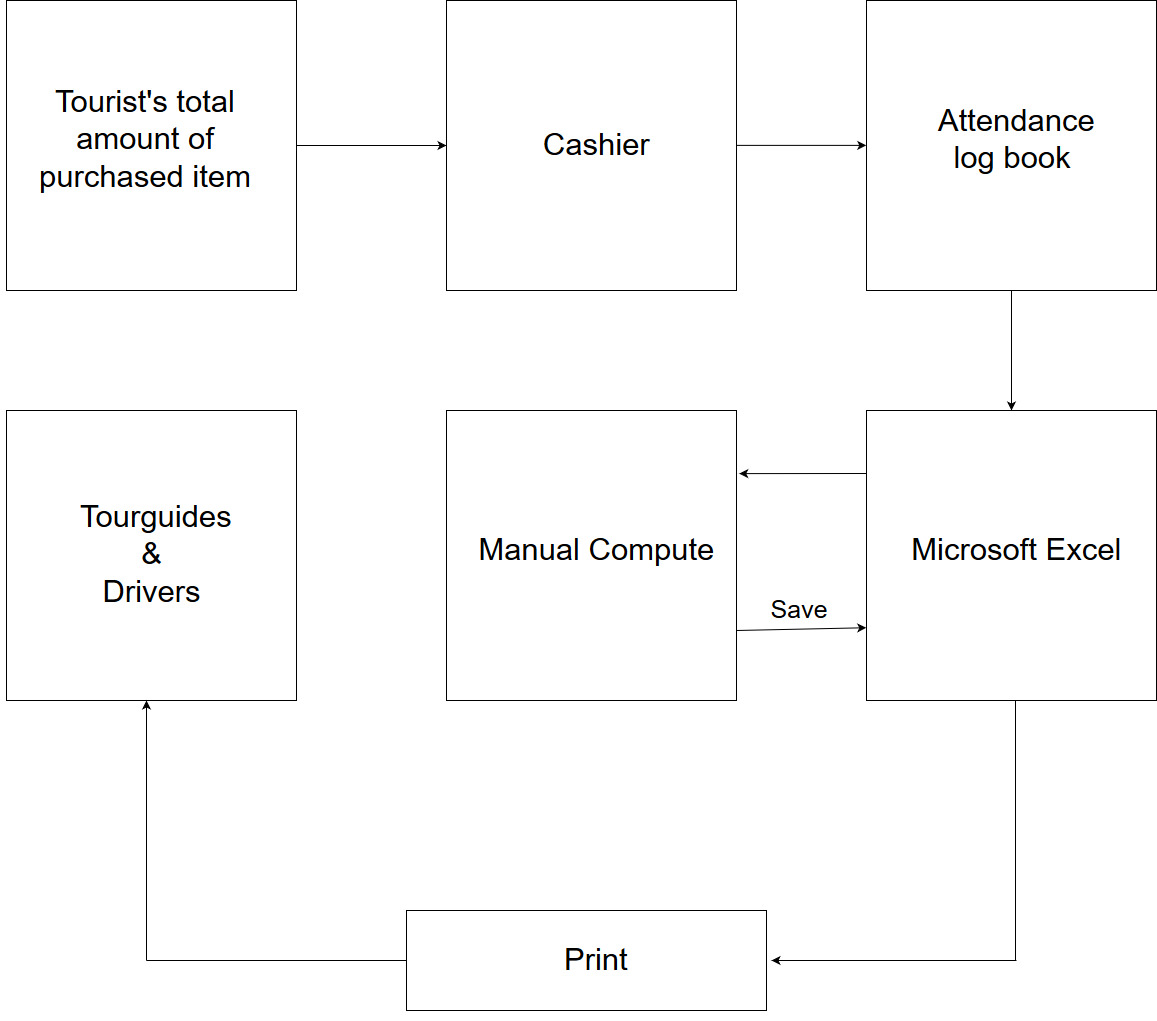 Tourist's total
amount of
purchased item
Cashier
Attendance
log book
Tourguides
&
Drivers
Manual Compute
Save
Microsoft Excel
Print